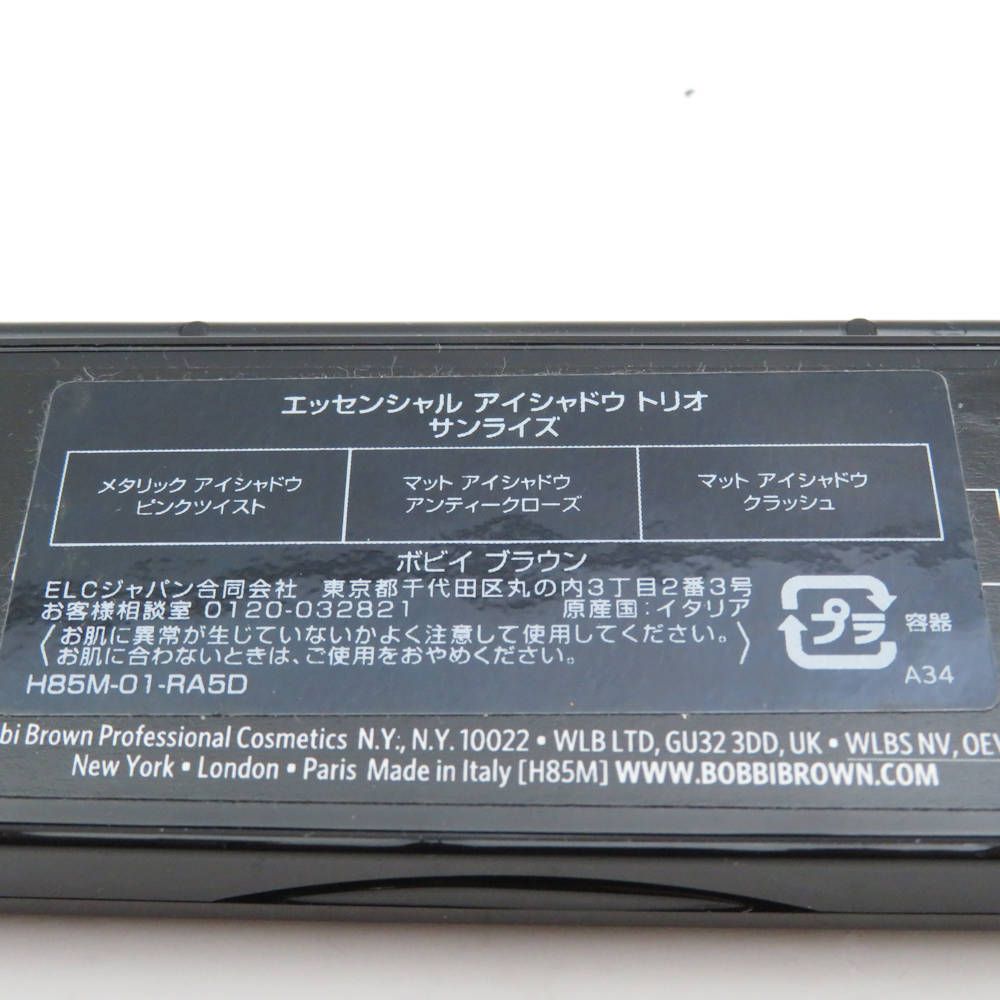 エッセンシャル アイシャドウ トリオ
サンライズ
メタリック アイシャドウ
ピンクツイスト
マット アイシャドウ
アンティークローズ
マット アイシャドウ
クラッシュ
ボビイ ブラウン
ELCジャパン合同会社 東京都千代田区丸の内3丁目2番3号
お客様相談室 0120-032821 原産国:イタリア
〈お肌に異常が生じていないかよく注意して使用してください。
お肌に合わないときは、ご使用をおやめください。〉
H85M-01-RA5D
プラ
容器
A34
bi Brown Professional Cosmetics N.Y., N.Y. 10022 • WLB LTD, GU32 3DD, UK • WLBS NV, OEV
New York • London • Paris Made in Italy [H85M] WWW.BOBBIBROWN.COM